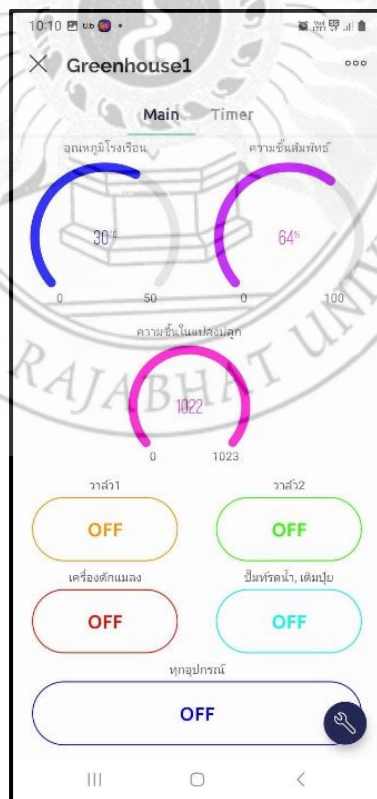 10:10
Greenhouse1
Main Timer
อุณหภูมิโรงเรือน ความชื้นสัมพัทธ์
30 64%
0 50 0 100
ความชื้นในแปลงปลูก
1022
0 1023
วาล์ว1 วาล์ว2
OFF OFF
เครื่องดักแมลง ปั๊มทัรดน้ำ, เติมปุ๋ย
OFF OFF
ทุกอุปกรณ์
OFF
RAJABHAT